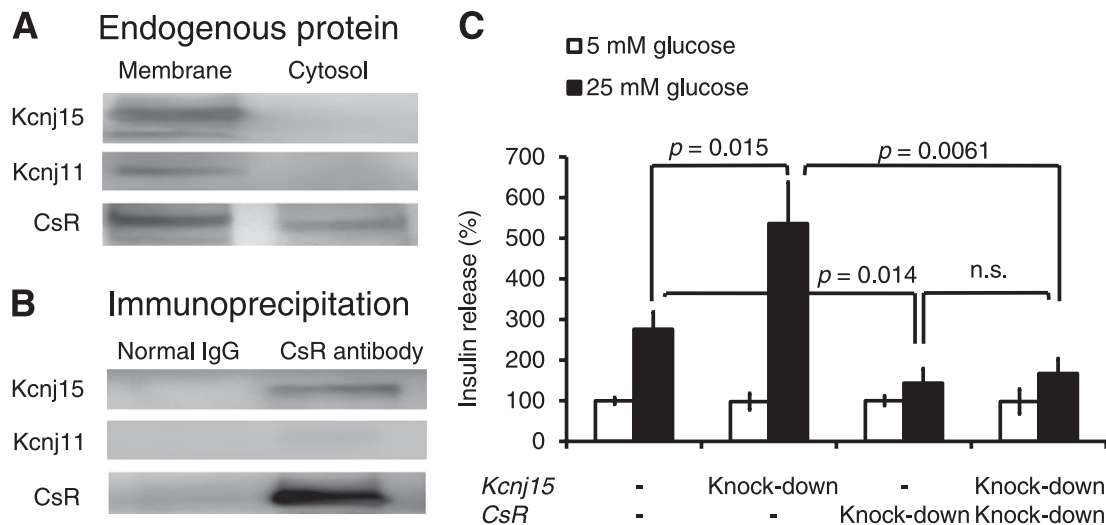 A Endogenous protein
Membrane Cytosol
Kcnj15
Kcnj11
CsR
B Immunoprecipitation
Normal IgG CsR antibody
Kcnj15
Kcnj11
CsR
C
5 mM glucose
25 mM glucose
Insulin release (%)
700
600
500
400
300
200
100
0
p = 0.015
p = 0.0061
p = 0.014
n.s.
Kcnj15 - Knock-down - Knock-down
CsR - - Knock-down Knock-down